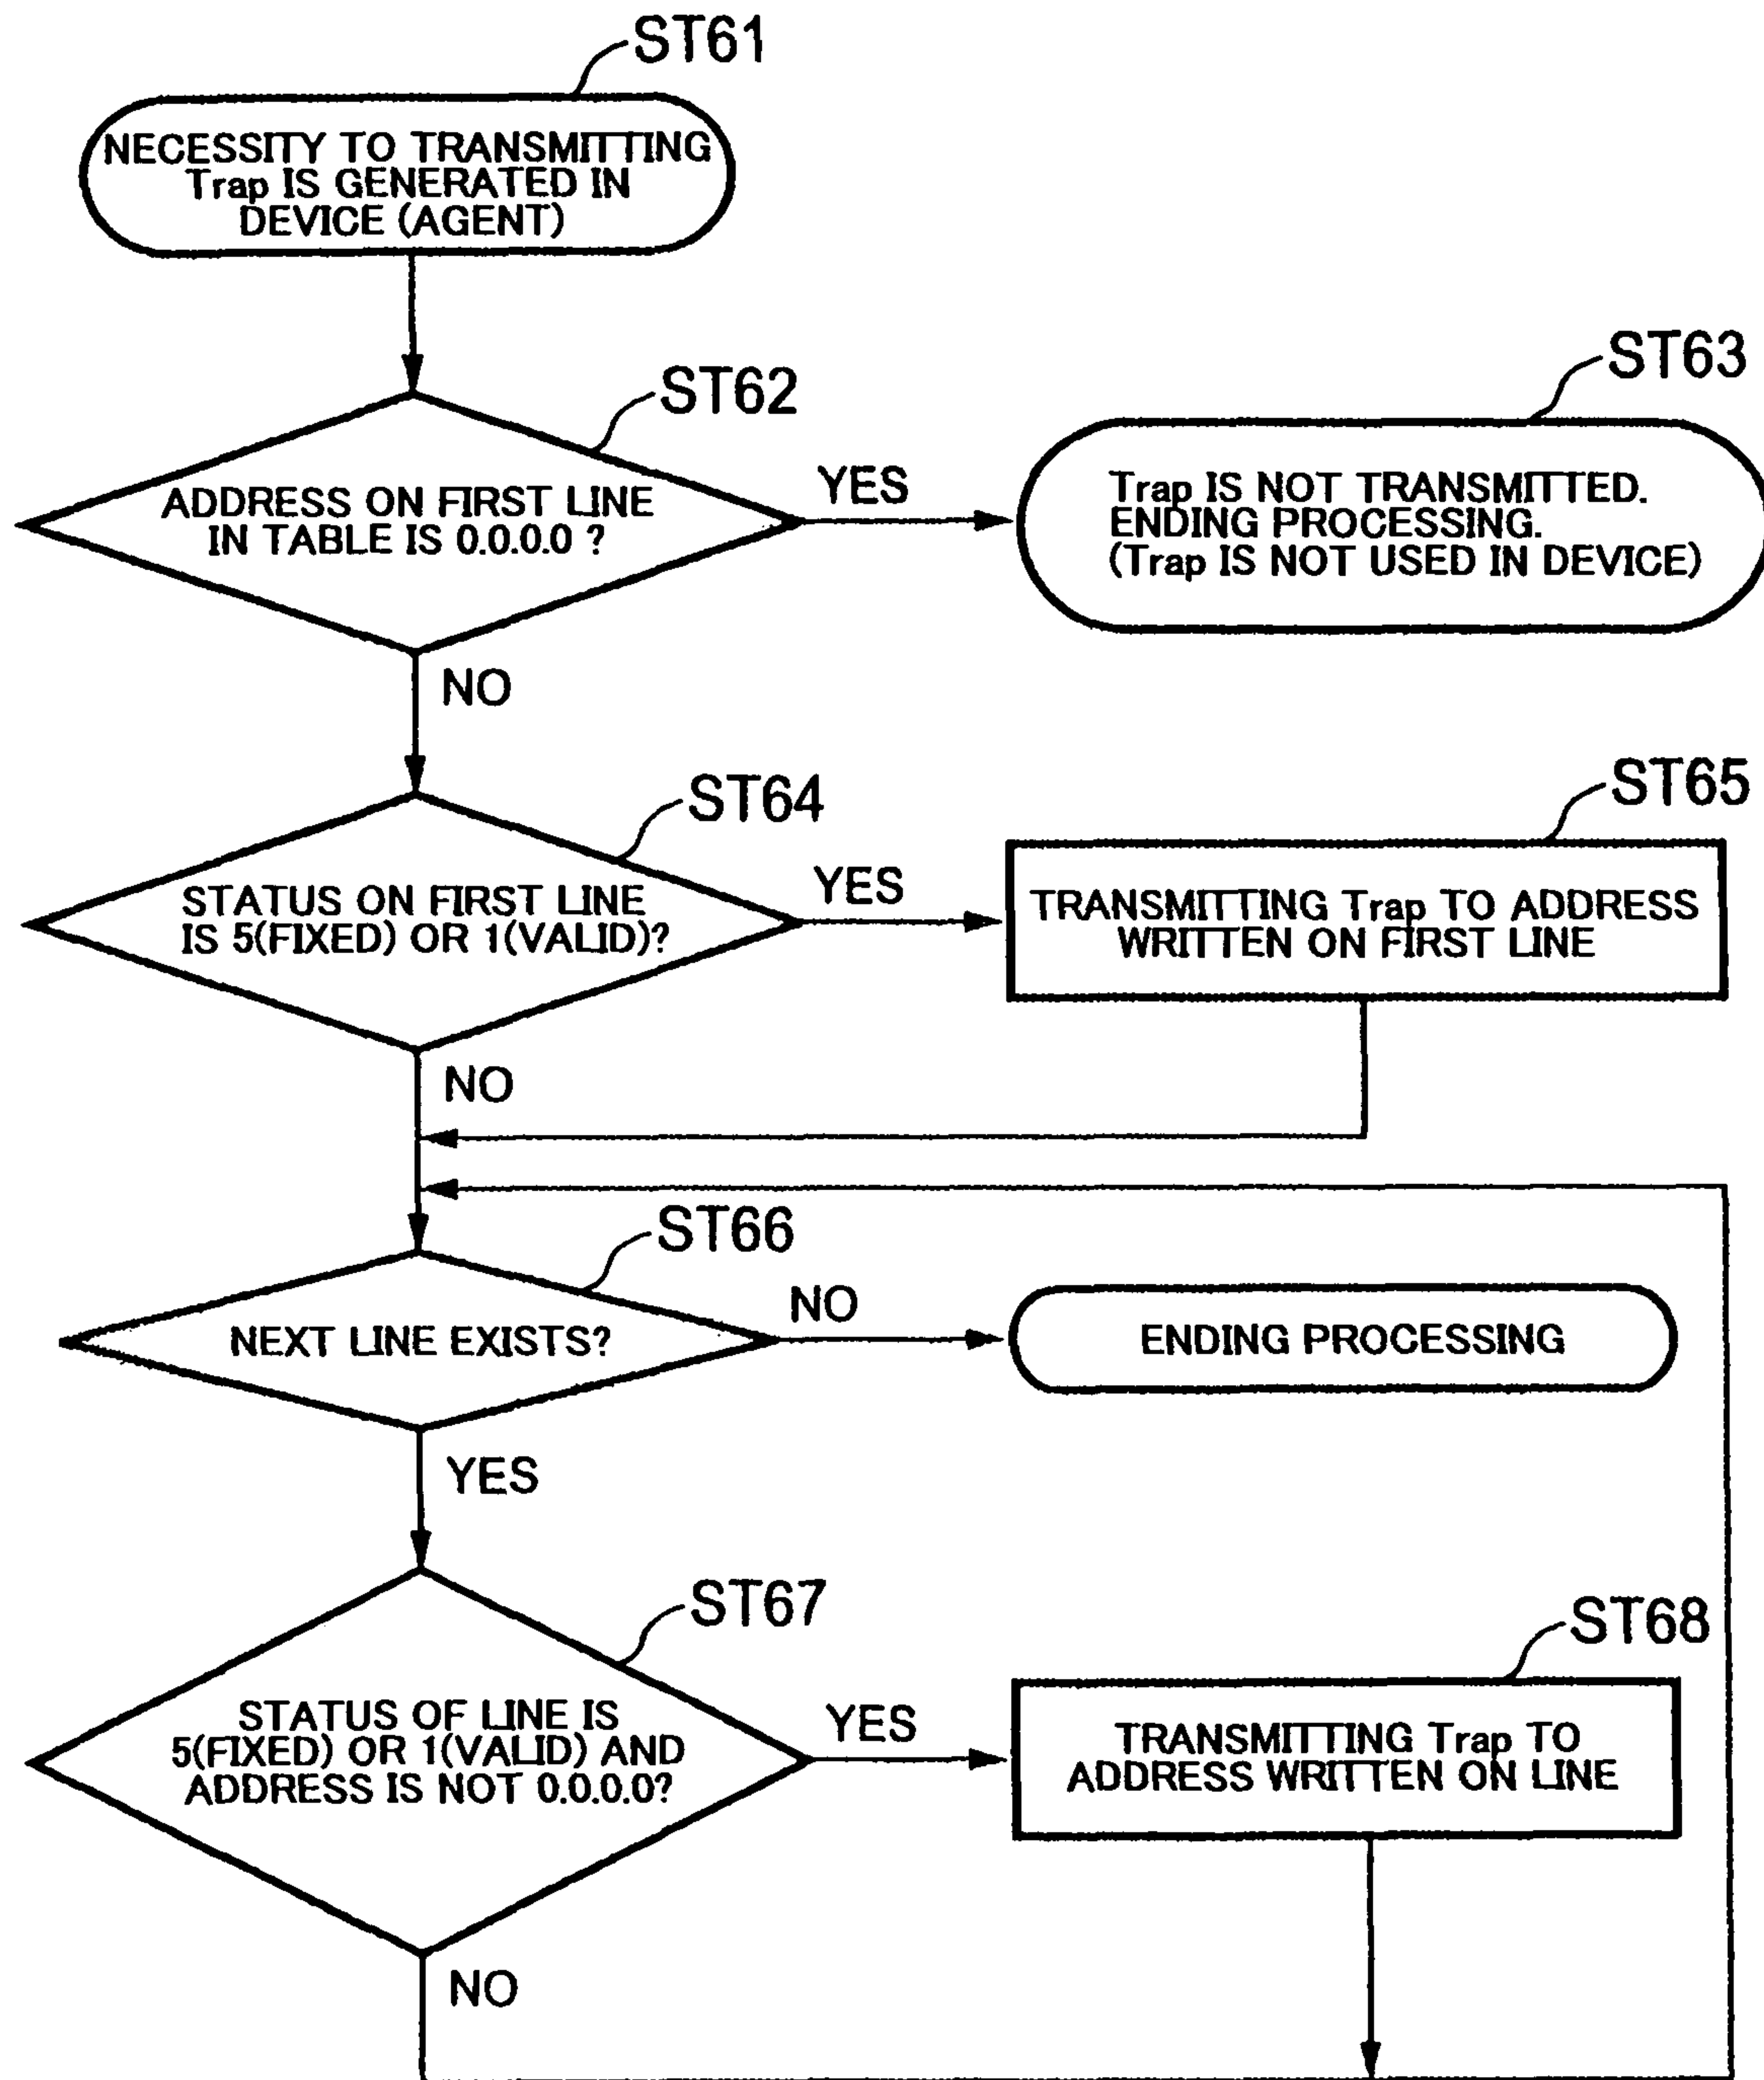 ST61
NECESSITY TO TRANSMITTING
Trap IS GENERATED IN
DEVICE (AGENT)
ST62
ADDRESS ON FIRST LINE
IN TABLE IS 0.0.0.0 ?
YES
ST63
Trap IS NOT TRANSMITTED.
ENDING PROCESSING.
(Trap IS NOT USED IN DEVICE)
NO
ST64
STATUS ON FIRST LINE
IS 5(FIXED) OR 1(VALID)?
YES
ST65
TRANSMITTING Trap TO ADDRESS
WRITTEN ON FIRST LINE
NO
ST66
NEXT LINE EXISTS?
NO
ENDING PROCESSING
YES
ST67
STATUS OF LINE IS
5(FIXED) OR 1(VALID) AND
ADDRESS IS NOT 0.0.0.0?
YES
ST68
TRANSMITTING Trap TO
ADDRESS WRITTEN ON LINE
NO